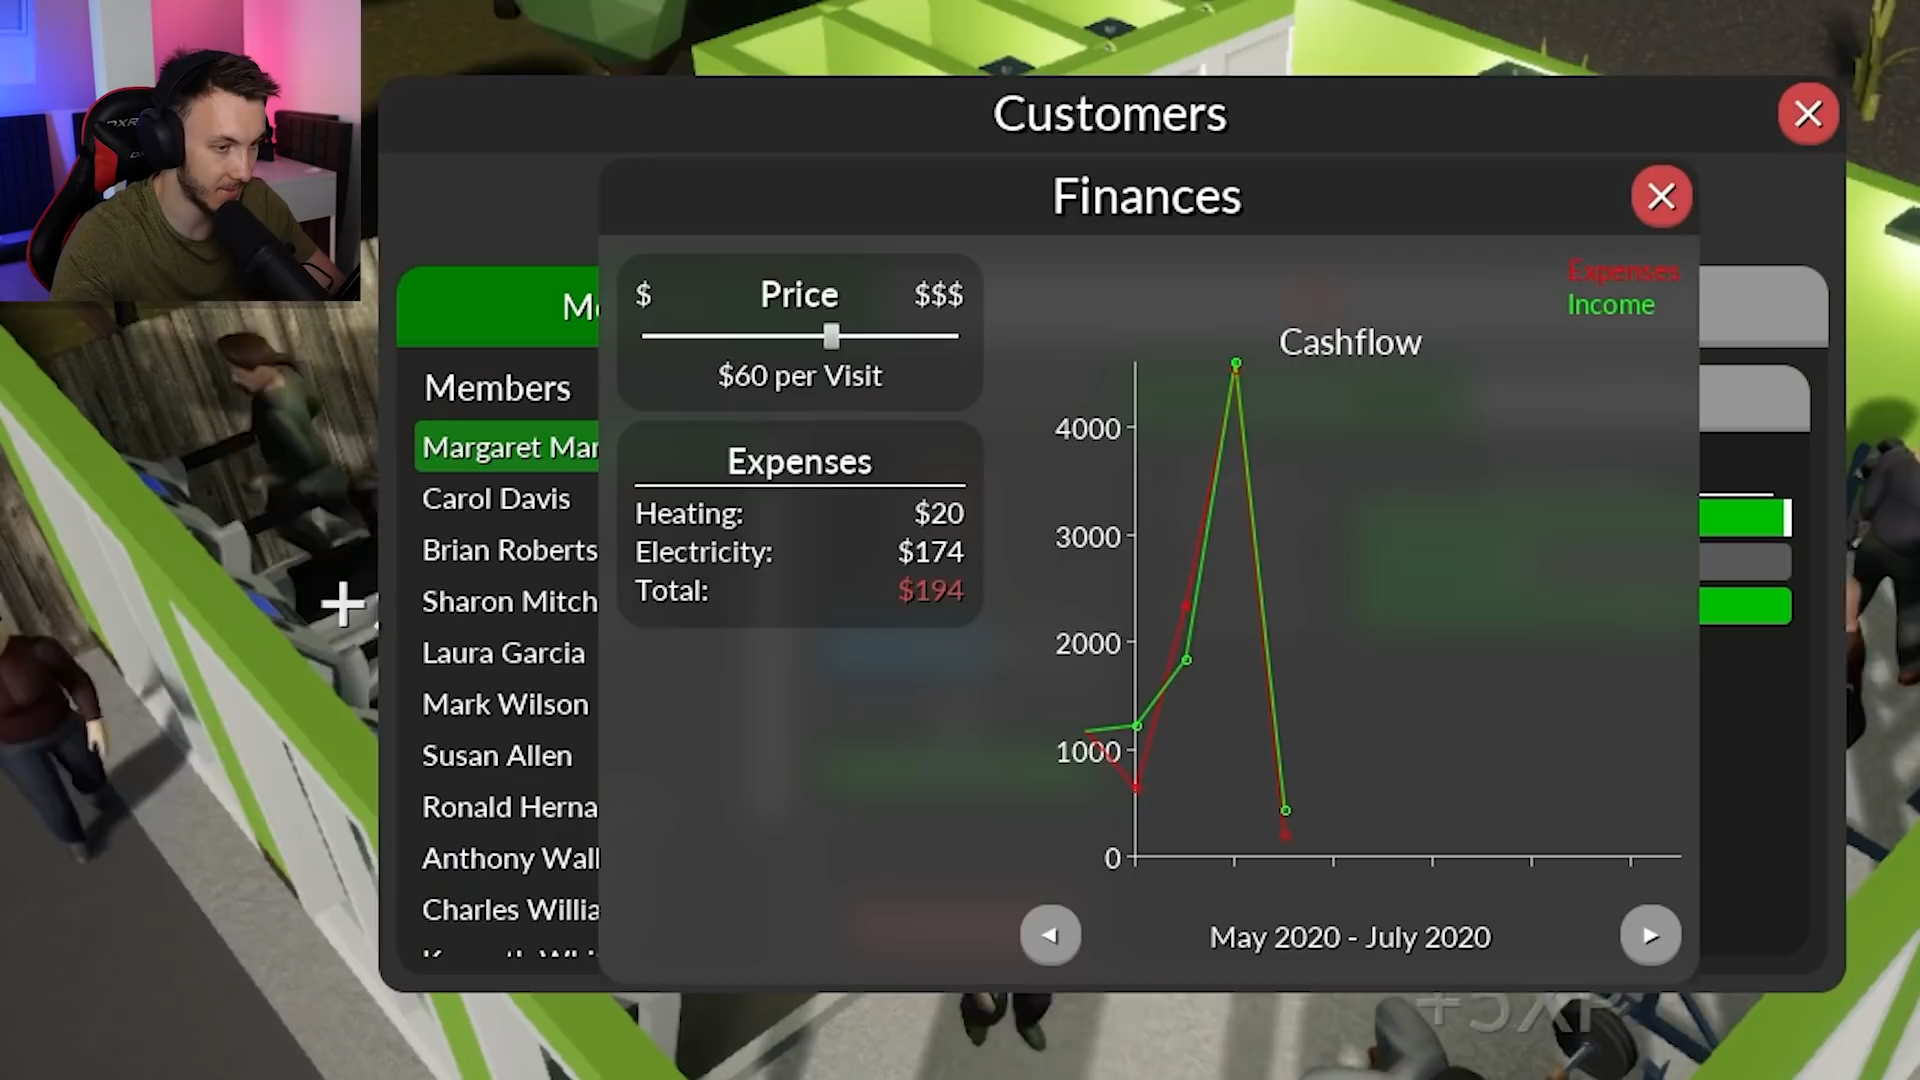 Customers
Finances
$ Price $$$
$60 per Visit
Expenses
Heating: $20
Electricity: $174
Total: $194
Expenses
Income
Cashflow
4000
3000
2000
1000
0
May 2020 - July 2020
Members
Margaret Mar
Carol Davis
Brian Roberts
Sharon Mitch
Laura Garcia
Mark Wilson
Susan Allen
Ronald Herna
Anthony Wall
Charles Willia
+5XP